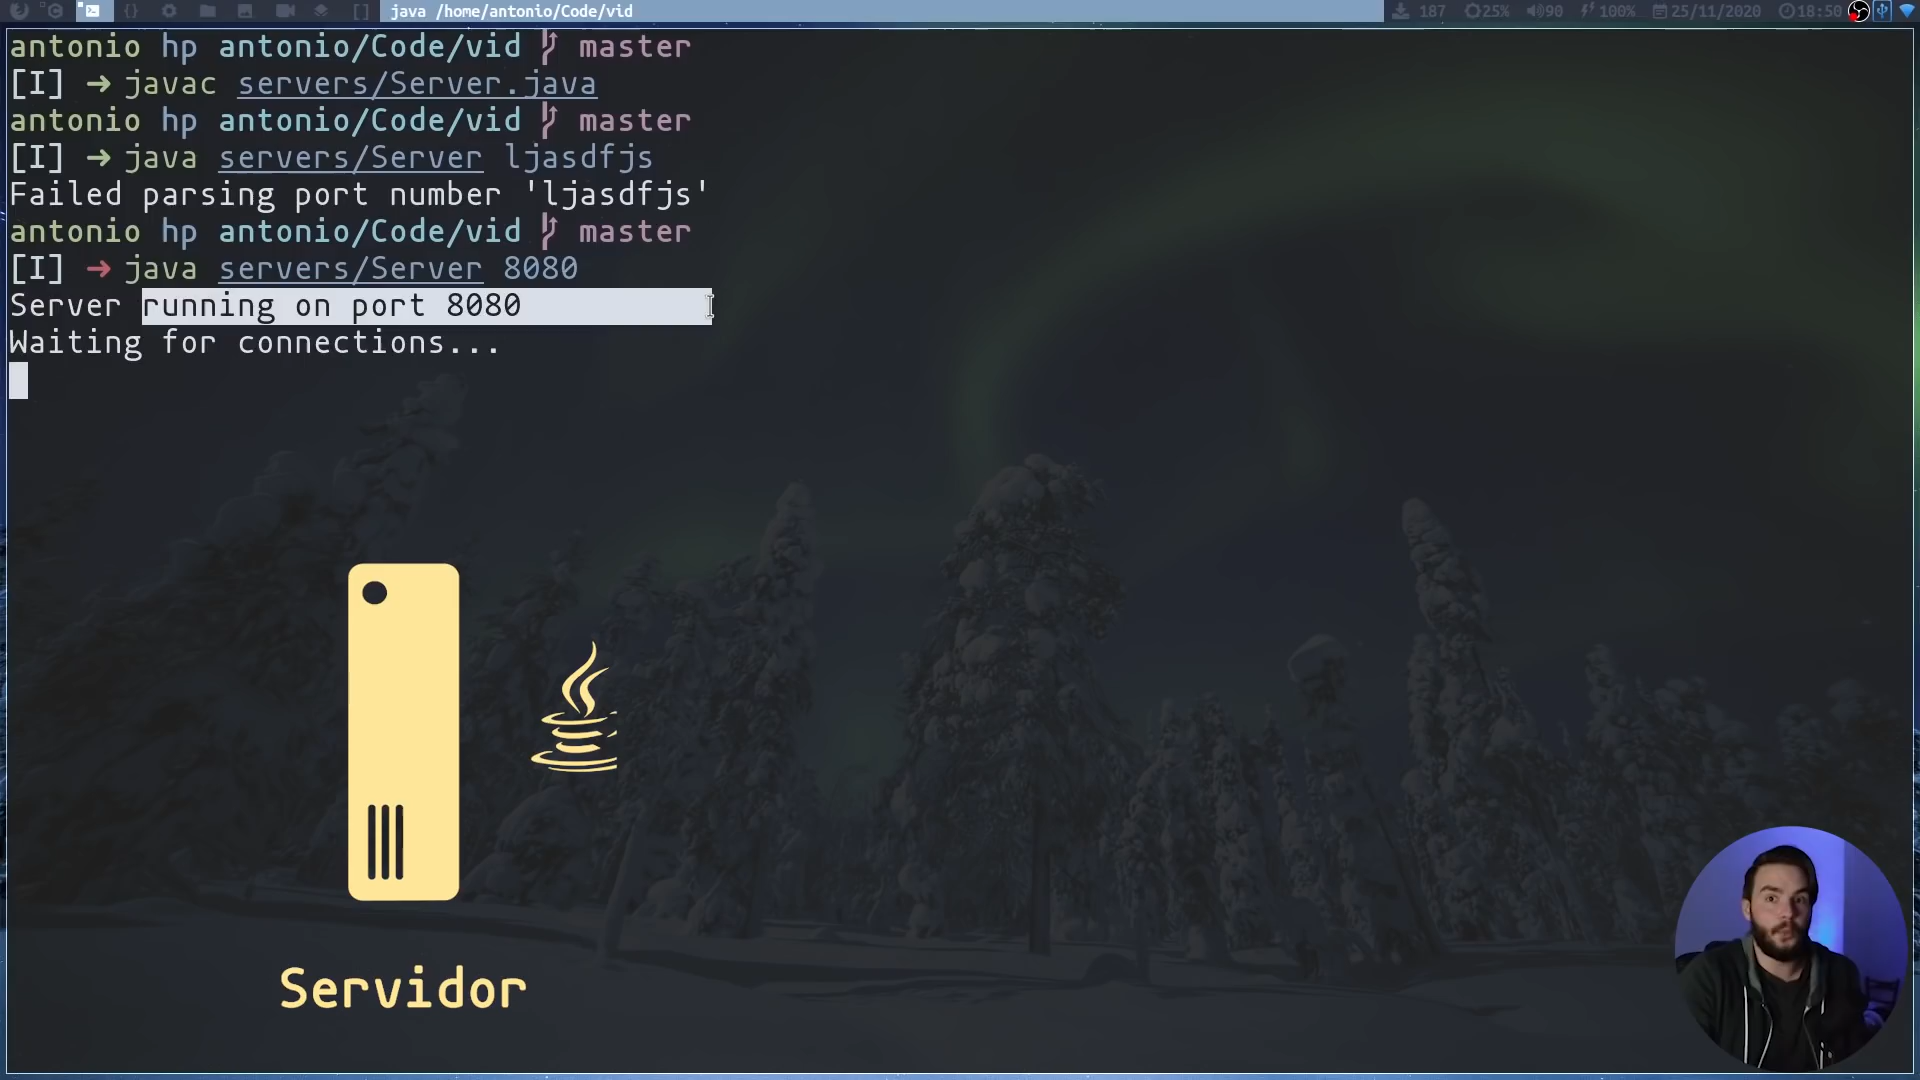 java /home/antonio/Code/vid
187 25% 90 100% 25/11/2020 18:50
antonio hp antonio/Code/vid master
[I] ➜ javac servers/Server.java
antonio hp antonio/Code/vid master
[I] ➜ java servers/Server ljasdfjs
Failed parsing port number 'ljasdfjs'
antonio hp antonio/Code/vid master
[I] ➜ java servers/Server 8080
Server running on port 8080
Waiting for connections...
Servidor